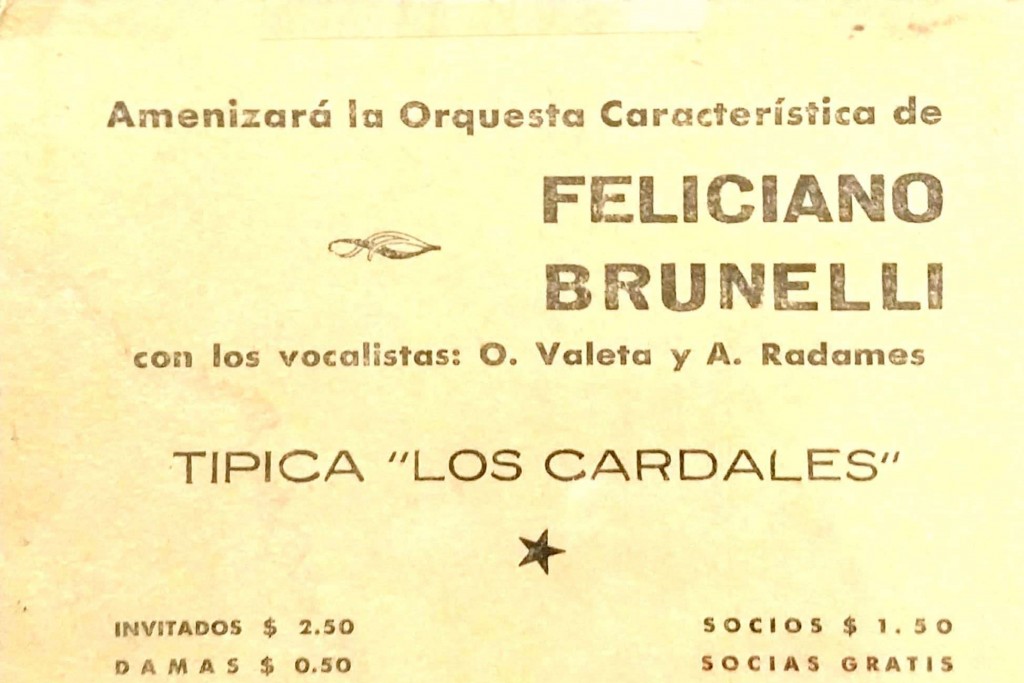 Amenizará la Orquesta Característica de
FELICIANO
BRUNELLI
con los vocalistas: O. Valeta y A. Radames
TIPICA "LOS CARDALES"
INVITADOS $ 2.50
DAMAS $ 0.50
SOCIOS $ 1.50
SOCIAS GRATIS